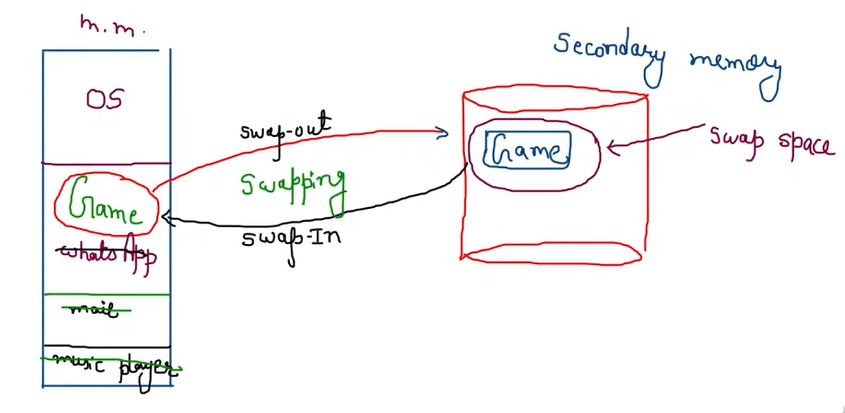 m.m.
OS
Game
whatsApp
mail
music player
swap-out
Swapping
swap-In
Secondary memory
Game
swap space